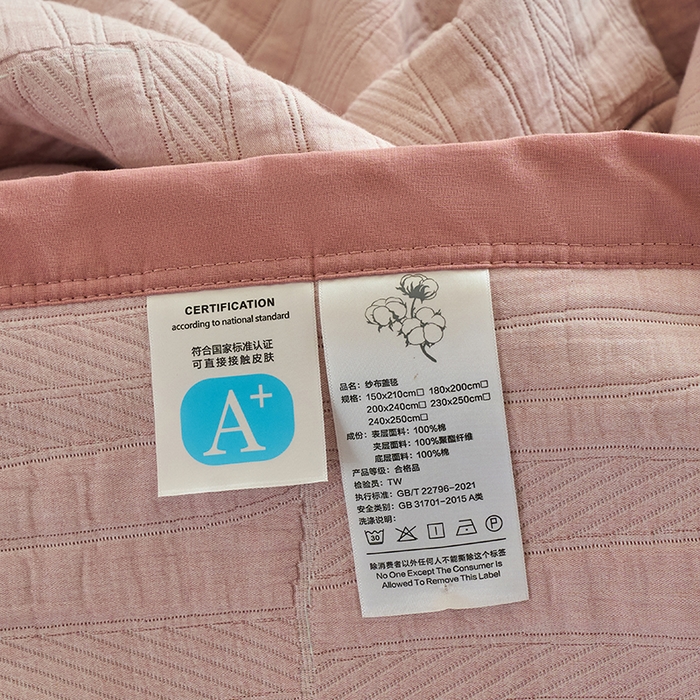 CERTIFICATION
according to national standard
符合国家标准认证
可直接接触皮肤
A+
品名：纱布盖毯
规格：150x210cm□ 180x200cm□
200x240cm□ 230x250cm□
240x250cm□
成份：表层面料：100%棉
夹层面料：100%聚酯纤维
底层面料：100%棉
产品等级：合格品
检验员：TW
执行标准：GB/T 22796-2021
安全类别：GB 31701-2015 A类
洗涤说明：
30
P
除消费者以外任何人不能撕除这个标签
No One Except The Consumer Is
Allowed To Remove This Label